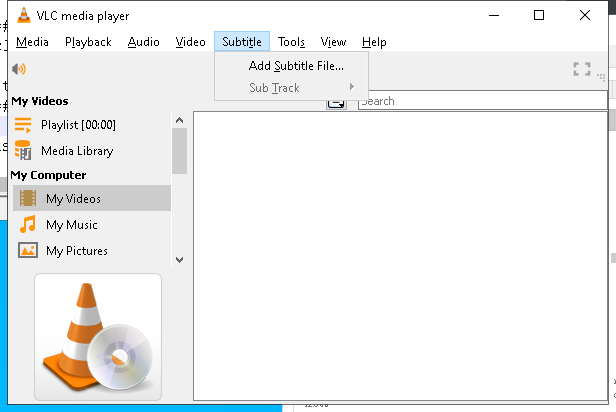 VLC media player
Media Playback Audio Video Subtitle Tools View Help
Add Subtitle File...
Sub Track
Search
My Videos
Playlist [00:00]
Media Library
My Computer
My Videos
My Music
My Pictures